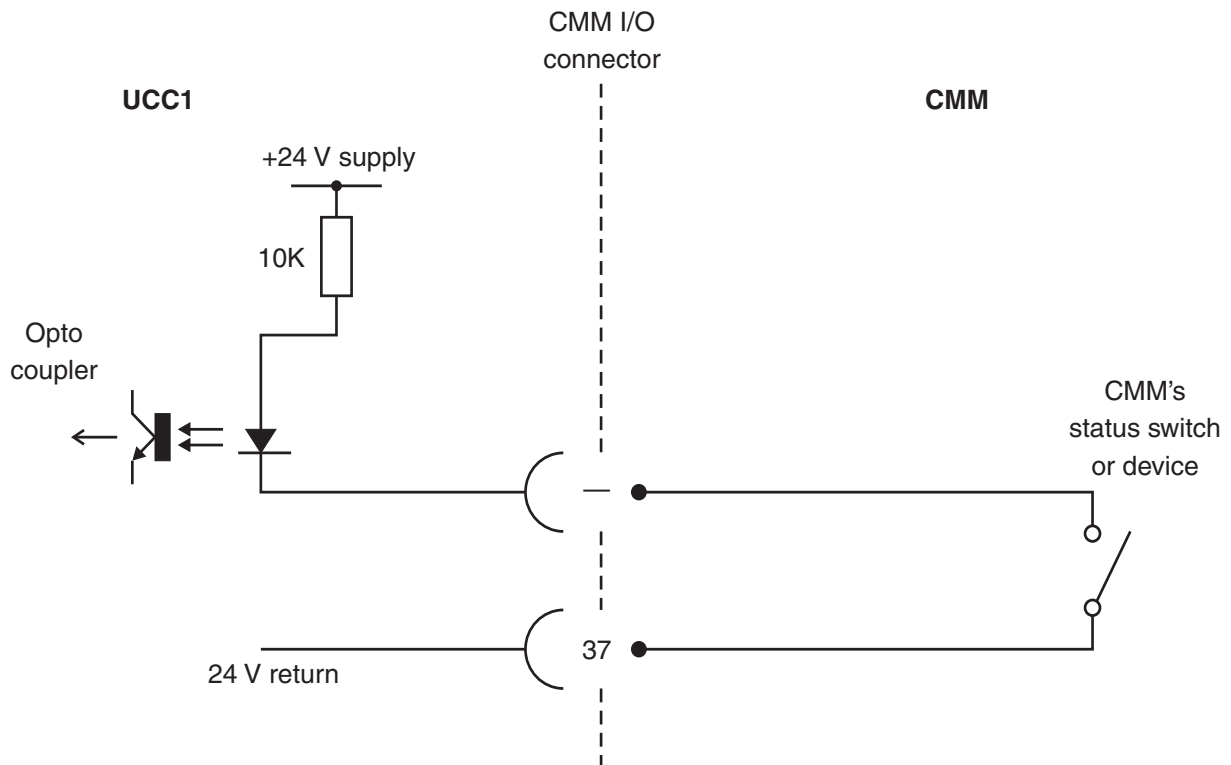 CMM I/O
connector
UCC1
CMM
+24 V supply
10K
Opto
coupler
CMM’s
status switch
or device
—
37
24 V return